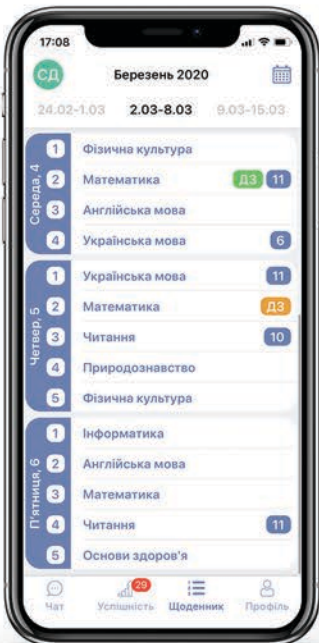 17:08
СД
Березень 2020
24.02-1.03 2.03-8.03 9.03-15.03
Середа, 4
1 Фізична культура
2 Математика ДЗ 11
3 Англійська мова
4 Українська мова 6
Четвер, 5
1 Українська мова 11
2 Математика ДЗ
3 Читання 10
4 Природознавство
5 Фізична культура
П'ятниця, 6
1 Інформатика
2 Англійська мова
3 Математика
4 Читання 11
5 Основи здоров'я
29
Чат Успішність Щоденник Профіль